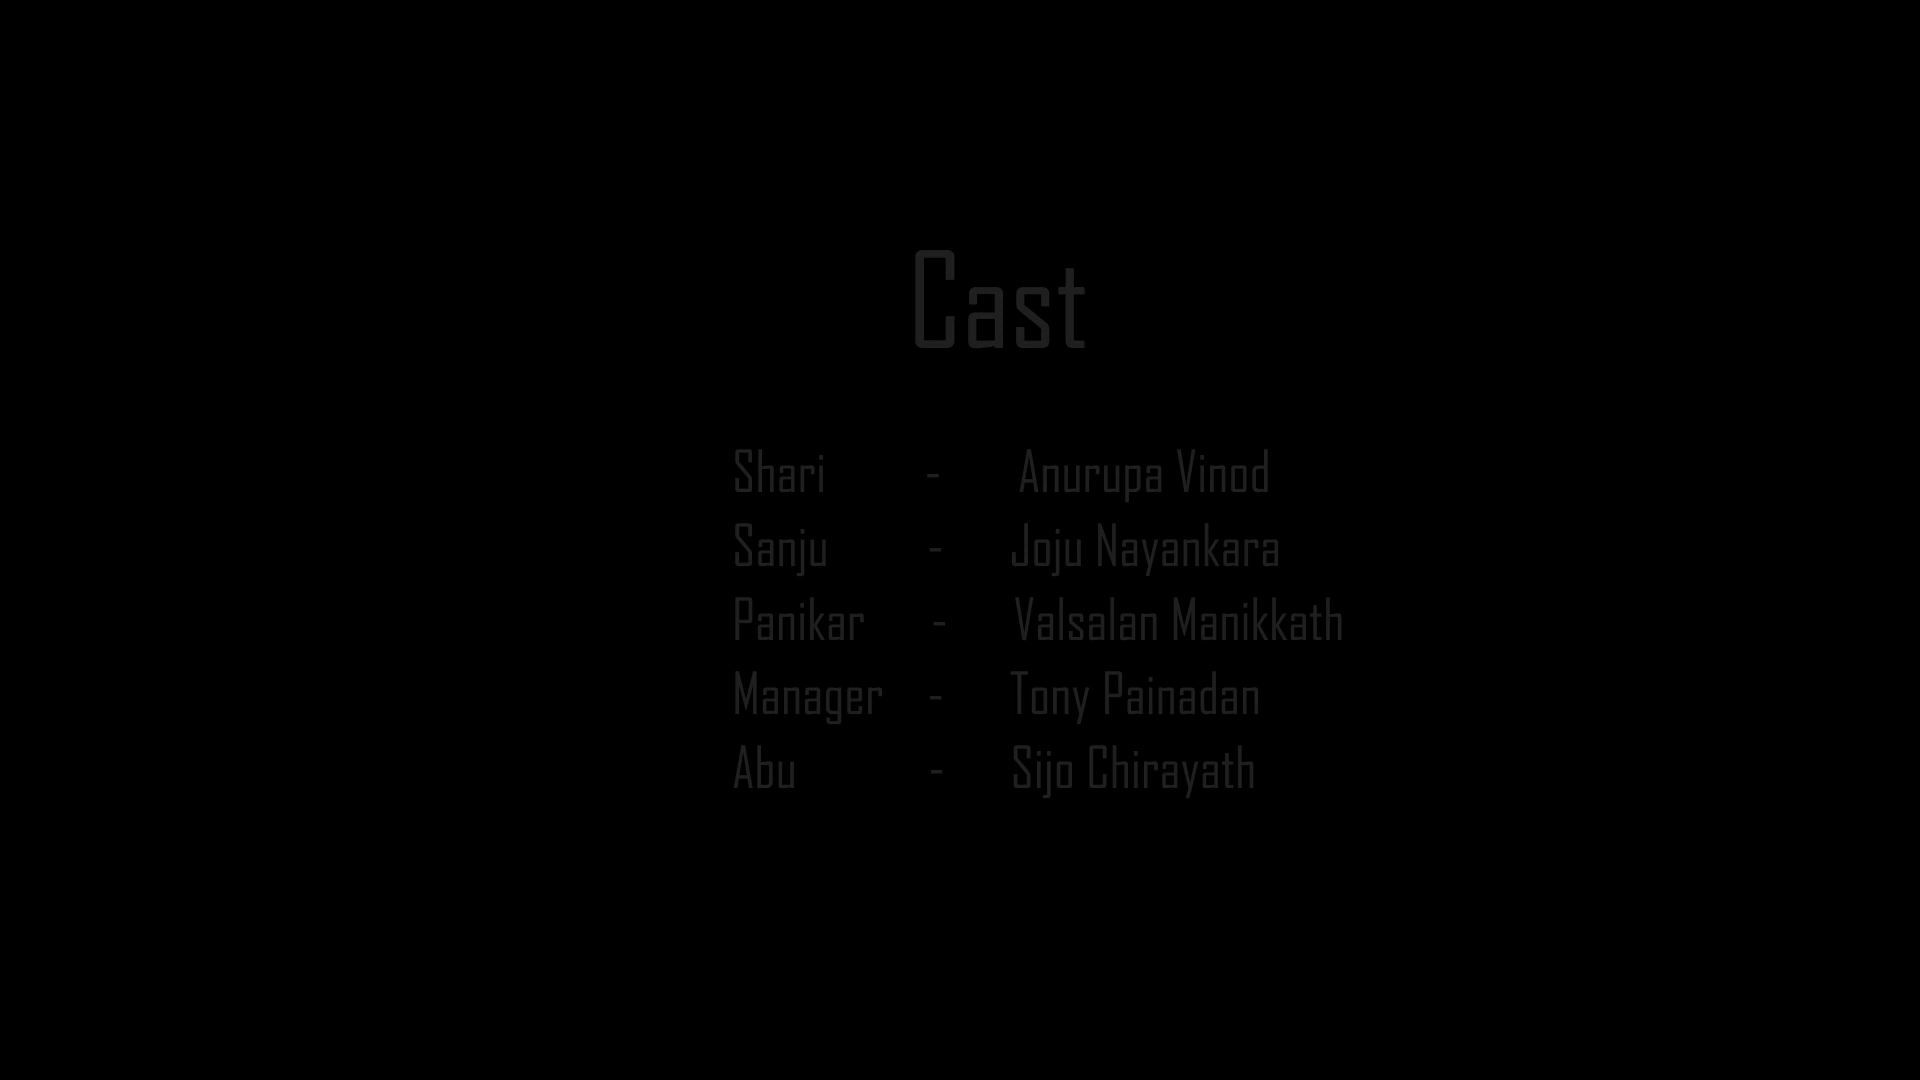 Cast
Shari - Anurupa Vinod
Sanju - Joju Nayankara
Panikar - Valsalan Manikkath
Manager - Tony Painadan
Abu - Sijo Chirayath